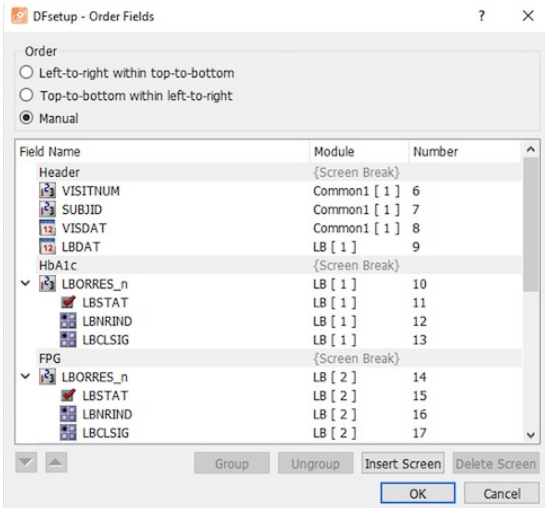 DFsetup - Order Fields ? ×
Order
Left-to-right within top-to-bottom
Top-to-bottom within left-to-right
Manual
Field Name Module Number
Header {Screen Break}
VISITNUM Common1 [ 1 ] 6
SUBJID Common1 [ 1 ] 7
12 VISDAT Common1 [ 1 ] 8
12 LBDAT LB [ 1 ] 9
HbA1c {Screen Break}
LBORRES_n LB [ 1 ] 10
LBSTAT LB [ 1 ] 11
LBNRIND LB [ 1 ] 12
LBCLSIG LB [ 1 ] 13
FPG {Screen Break}
LBORRES_n LB [ 2 ] 14
LBSTAT LB [ 2 ] 15
LBNRIND LB [ 2 ] 16
LBCLSIG LB [ 2 ] 17
Group Ungroup Insert Screen Delete Screen
OK Cancel